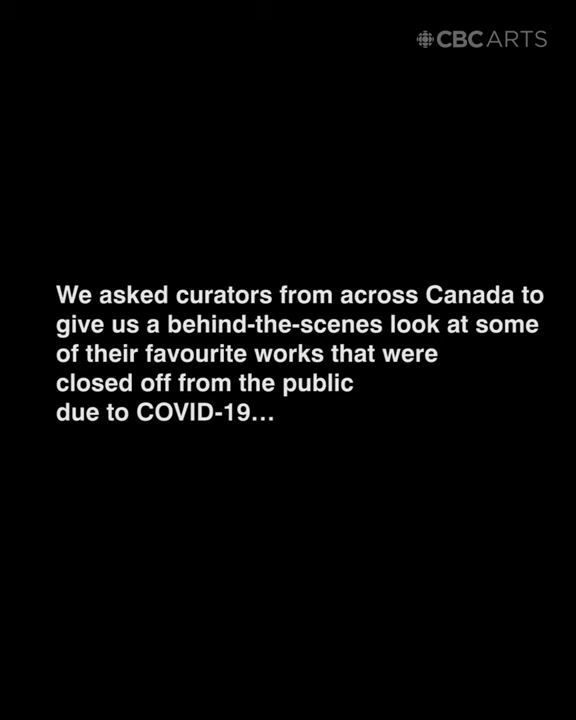 CBC ARTS
We asked curators from across Canada to
give us a behind-the-scenes look at some
of their favourite works that were
closed off from the public
due to COVID-19...